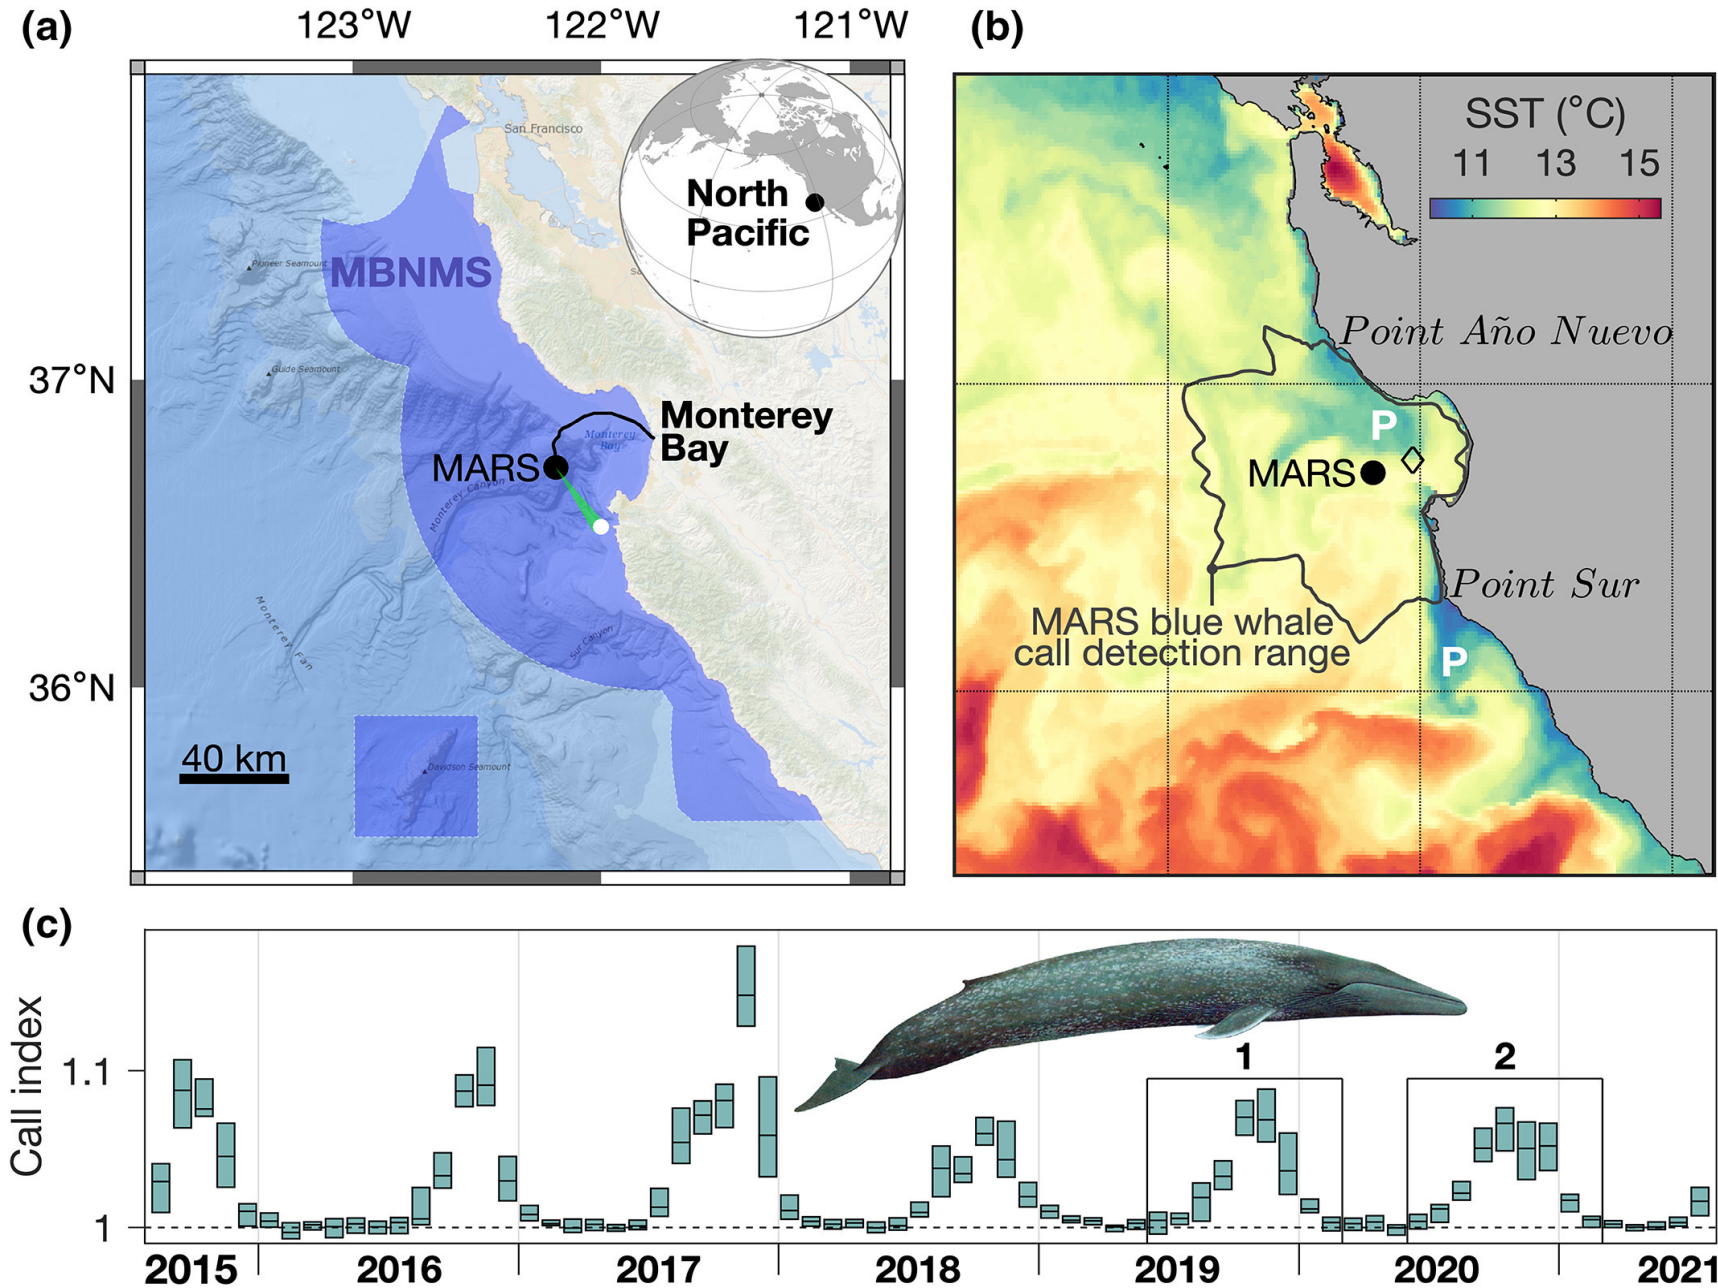 (a)
123°W 122°W 121°W
San Francisco
North
Pacific
Pioneer Seamount
MBNMS
Guide Seamount
37°N
Monterey
Bay
Monterey
Bay
MARS
Monterey Canyon
Monterey Fan
Sur Canyon
36°N
40 km
Davidson Seamount
(b)
SST (°C)
11 13 15
Point Año Nuevo
P
MARS
Point Sur
MARS blue whale
call detection range
P
(c)
Call index
1.1
1
1
2
2015 2016 2017 2018 2019 2020 2021